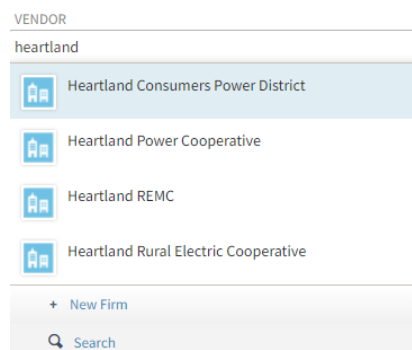 VENDOR
heartland
Heartland Consumers Power District
Heartland Power Cooperative
Heartland REMC
Heartland Rural Electric Cooperative
+ New Firm
Search